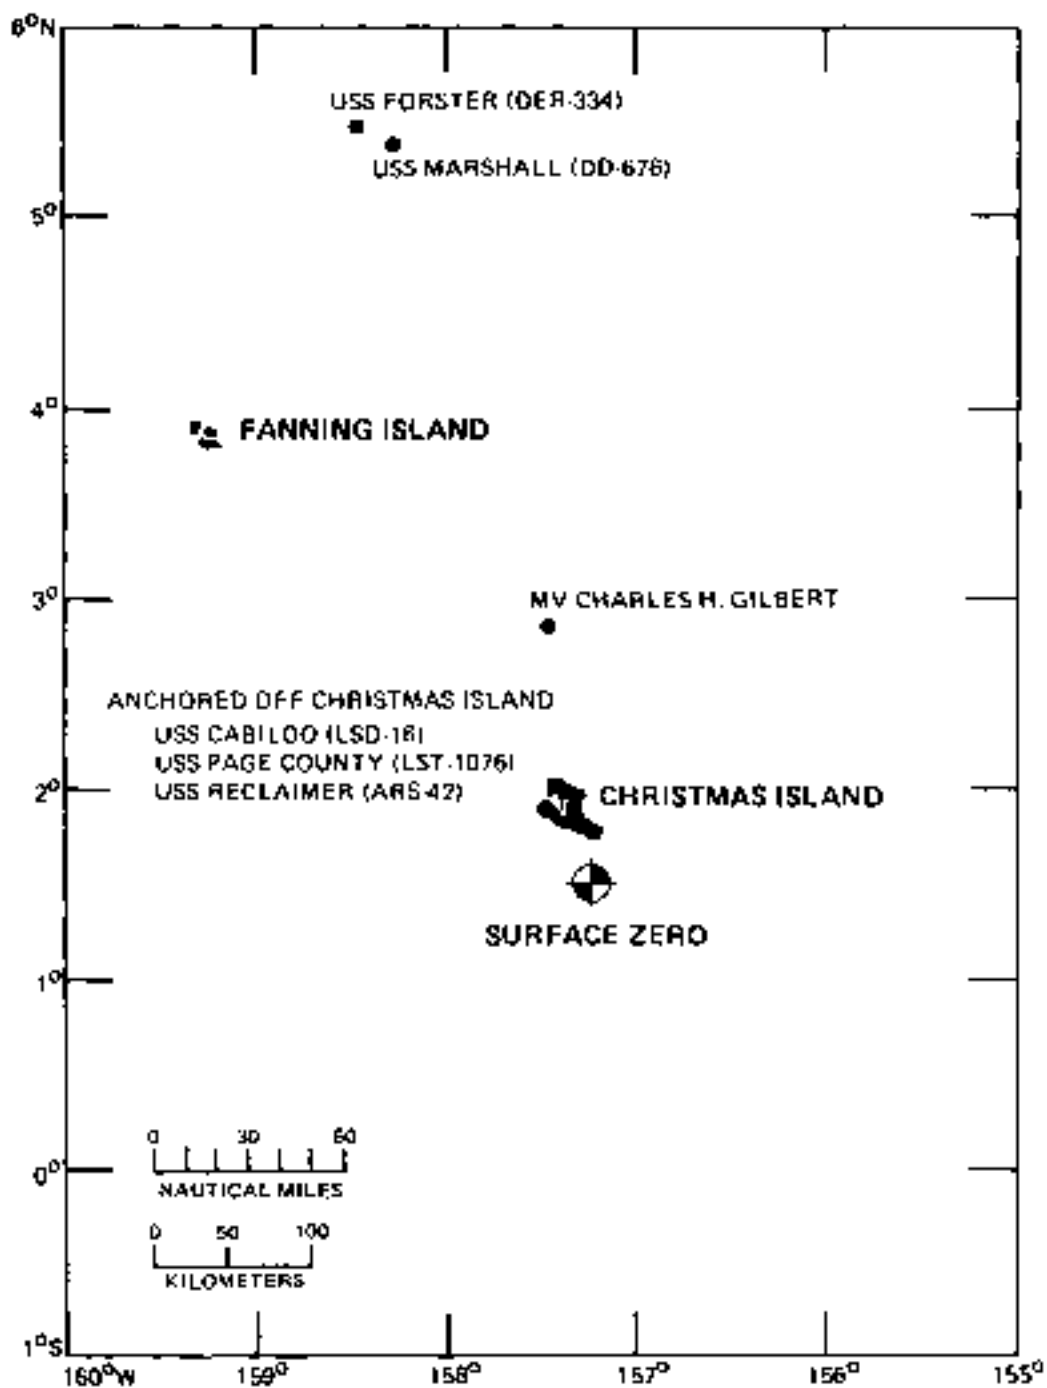 6°N
USS FORSTER (DER-334)
USS MARSHALL (DD-676)
5°
4°
FANNING ISLAND
3°
MV CHARLES H. GILBERT
ANCHORED OFF CHRISTMAS ISLAND
USS CABILDO (LSD-16)
USS PAGE COUNTY (LST-1076)
2°
USS RECLAIMER (ARS-42)
CHRISTMAS ISLAND
SURFACE ZERO
1°
0 30 60
0°
NAUTICAL MILES
0 50 100
KILOMETERS
1°S
160°W 159° 158° 157° 156° 155°